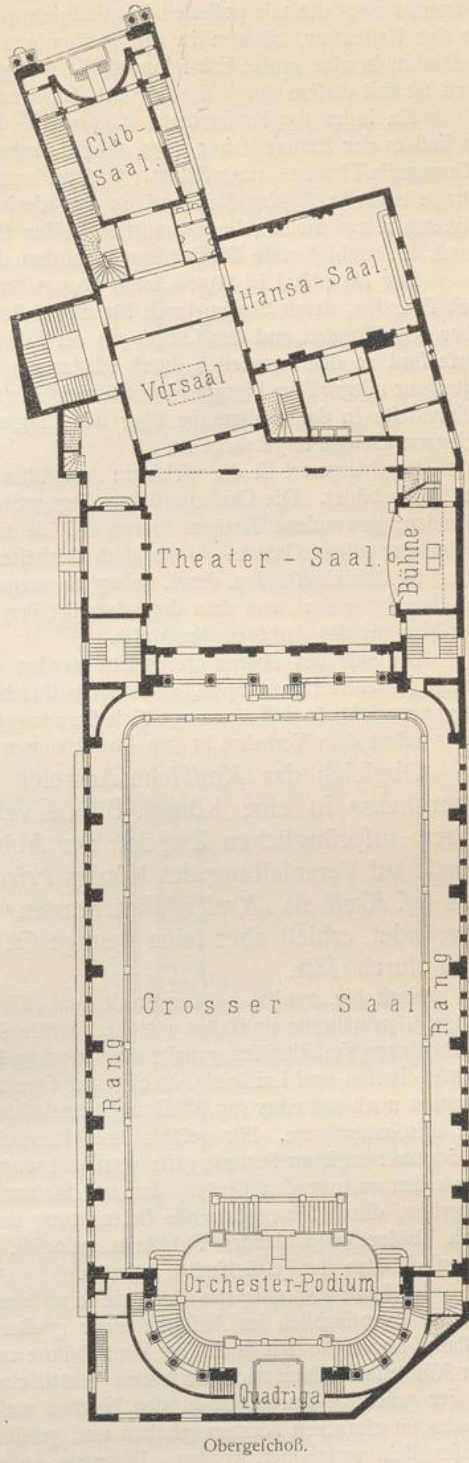 Club-
Saal.
Hansa-Saal.
Vorsaal
Theater-Saal.
Bühne
Grosser Saal
Rang
Rang
Orchester-Podium
Quadriga
Obergeſchoß.